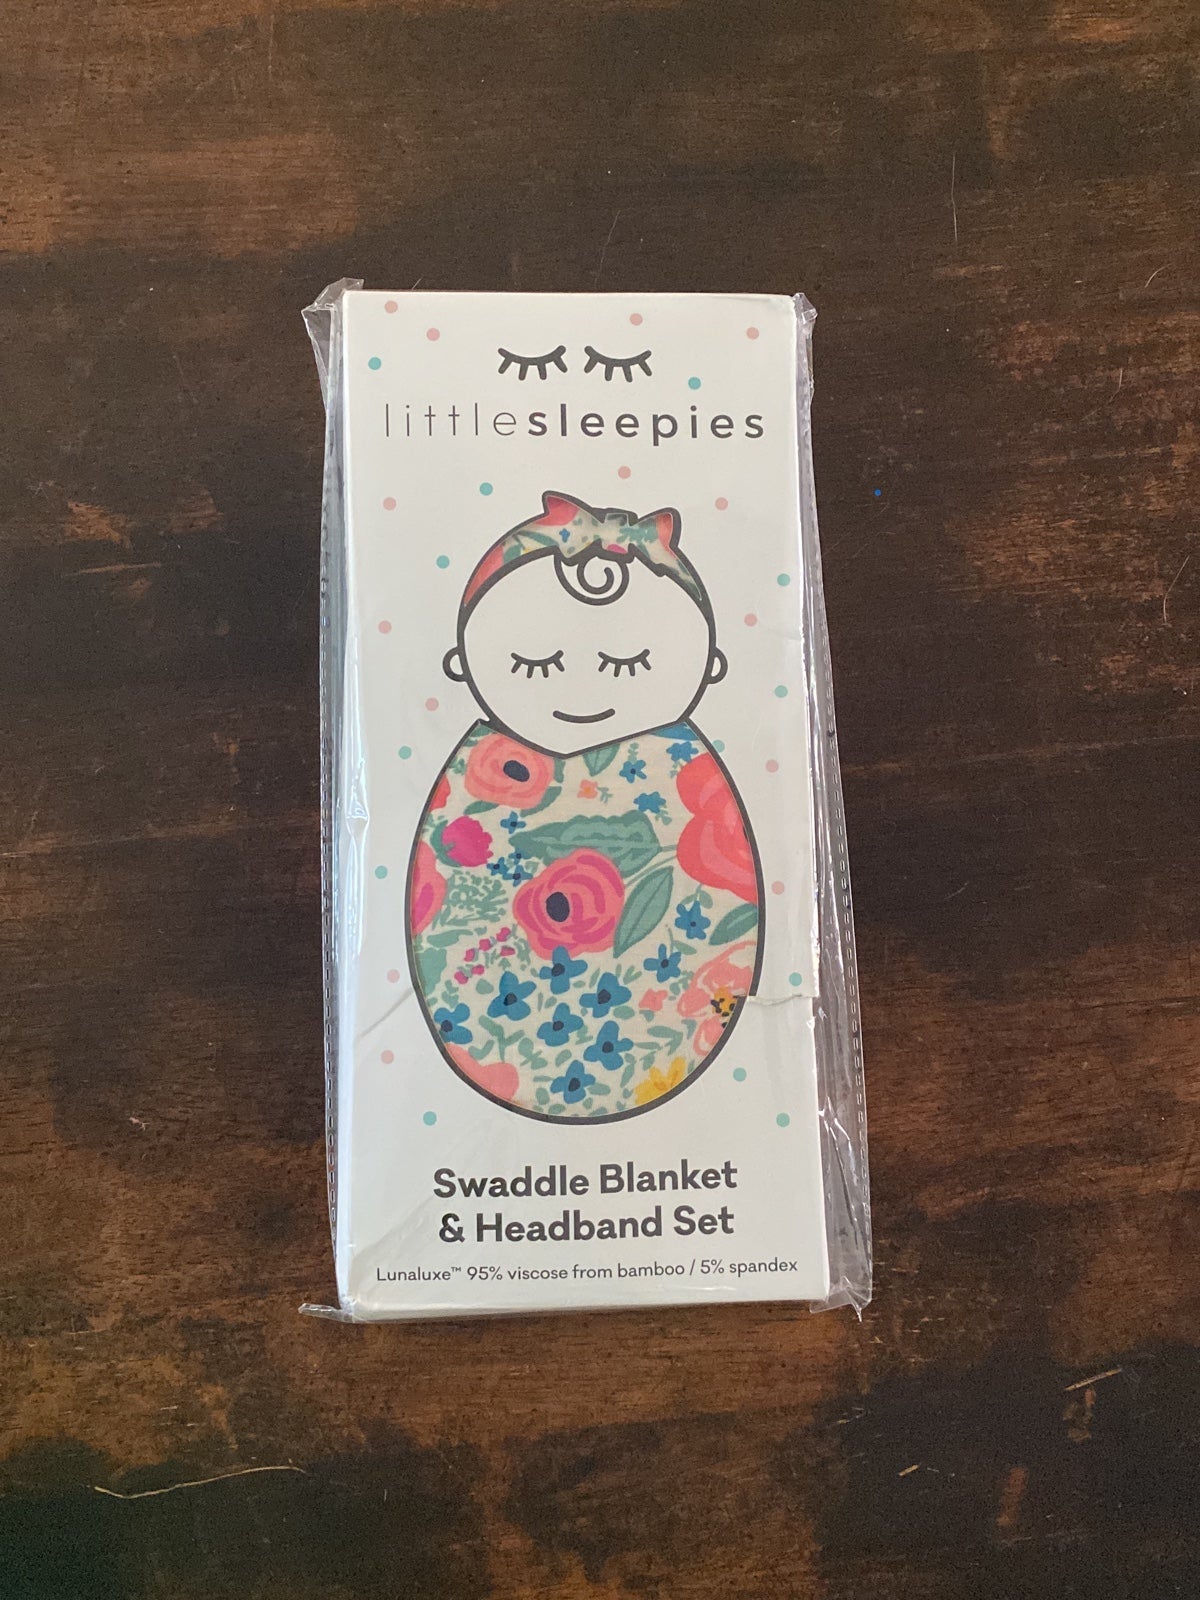 littlesleepies
Swaddle Blanket
& Headband Set
Lunaluxe™ 95% viscose from bamboo / 5% spandex